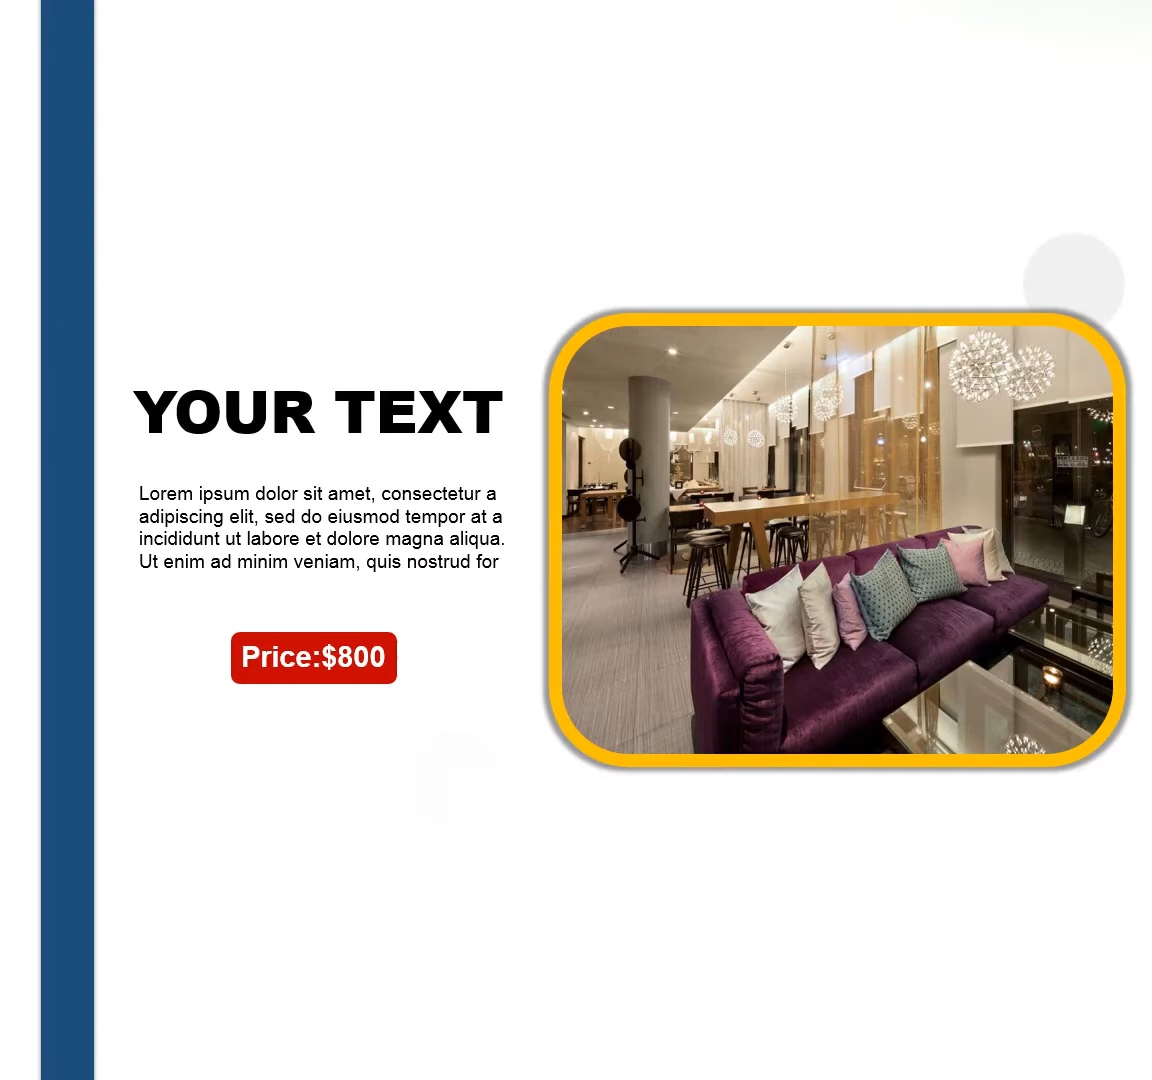 YOUR TEXT
Lorem ipsum dolor sit amet, consectetur a
adipiscing elit, sed do eiusmod tempor at a
incididunt ut labore et dolore magna aliqua.
Ut enim ad minim veniam, quis nostrud for
Price:$800